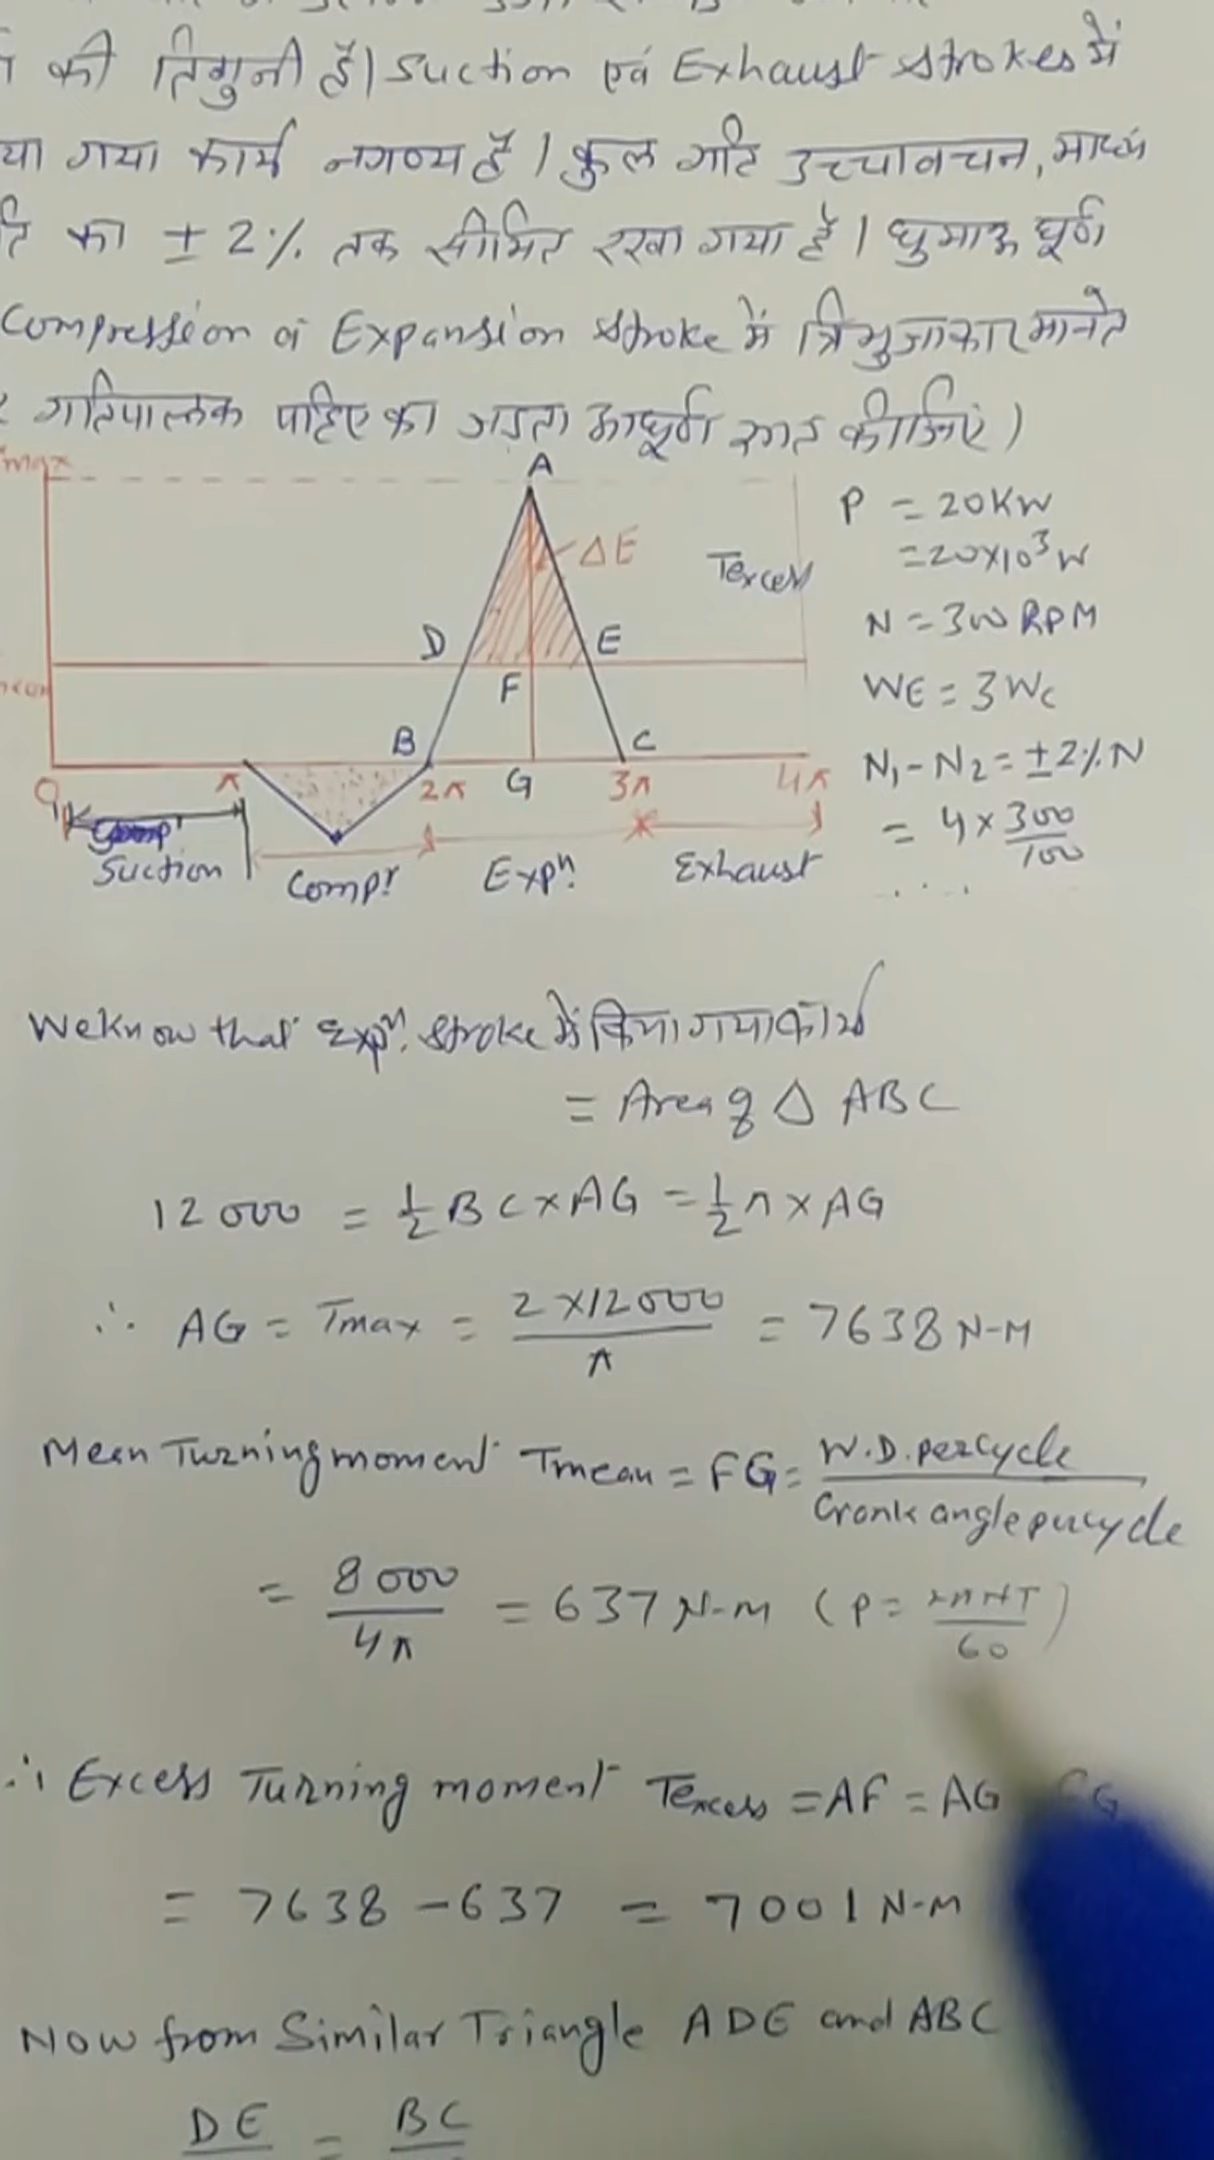 की तिगुनी है। Suction एवं Exhaust strokes में
या गया कार्य नगण्य है। कुल गति उच्चावचन, माध्य
ति का ± 2% तक सीमित रखा गया है। घुमाऊ घूर्ण
Compression व Expansion stroke में त्रिभुजाकार मानते
गतिपालक पहिए का जड़ता आघूर्ण ज्ञात कीजिए।
max
A
P = 20KW
= 20×10³ W
ΔE
Texcess
N = 300 RPM
D
E
F
WE = 3Wc
B
C
N₁-N₂ = ±2% N
0
π
2π
G
3π
4π
= 4 × 300/100
Suction
Compr
Expn.
Exhaust
We know that Expn. stroke में किया गया कार्य
= Area of Δ ABC
12000 = 1/2 BC × AG = 1/2 π × AG
∴ AG = Tmax = 2×12000/π = 7638 N-M
Mean Turning moment Tmean = FG = W.D. per cycle/Crank angle per cycle
= 8000/4π = 637 N-M (P = 2πNT/60)
∴ Excess Turning moment Texcess = AF = AG FG
= 7638 - 637 = 7001 N-M
Now from Similar Triangle ADE and ABC
DE = BC